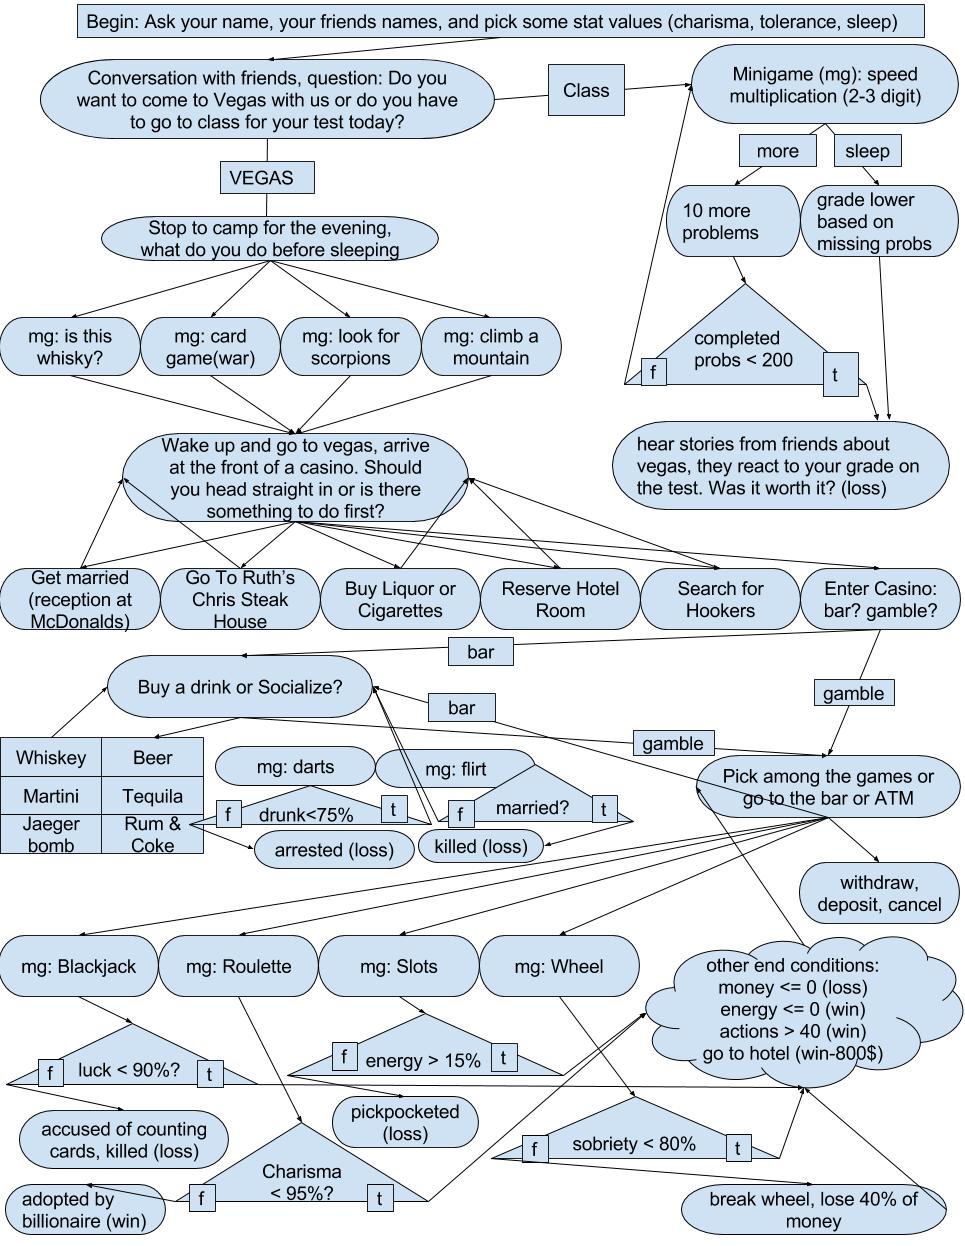 Begin: Ask your name, your friends names, and pick some stat values (charisma, tolerance, sleep)
Conversation with friends, question: Do you
want to come to Vegas with us or do you have
to go to class for your test today?
Class
Minigame (mg): speed
multiplication (2-3 digit)
more
sleep
VEGAS
10 more
problems
grade lower
based on
missing probs
Stop to camp for the evening,
what do you do before sleeping
mg: is this
whisky?
mg: card
game(war)
mg: look for
scorpions
mg: climb a
mountain
completed
probs < 200
f
t
Wake up and go to vegas, arrive
at the front of a casino. Should
you head straight in or is there
something to do first?
hear stories from friends about
vegas, they react to your grade on
the test. Was it worth it? (loss)
Get married
(reception at
McDonalds)
Go To Ruth's
Chris Steak
House
Buy Liquor or
Cigarettes
Reserve Hotel
Room
Search for
Hookers
Enter Casino:
bar? gamble?
bar
Buy a drink or Socialize?
bar
gamble
gamble
Whiskey
Beer
Martini
Tequila
Jaeger
bomb
Rum &
Coke
mg: darts
mg: flirt
Pick among the games or
go to the bar or ATM
f
drunk<75%
t
f
married?
t
arrested (loss)
killed (loss)
withdraw,
deposit, cancel
mg: Blackjack
mg: Roulette
mg: Slots
mg: Wheel
other end conditions:
money <= 0 (loss)
energy <= 0 (win)
actions > 40 (win)
go to hotel (win-800$)
f
luck < 90%?
t
f
energy > 15%
t
accused of counting
cards, killed (loss)
pickpocketed
(loss)
f
sobriety < 80%
t
Charisma
< 95%?
f
t
adopted by
billionaire (win)
break wheel, lose 40% of
money